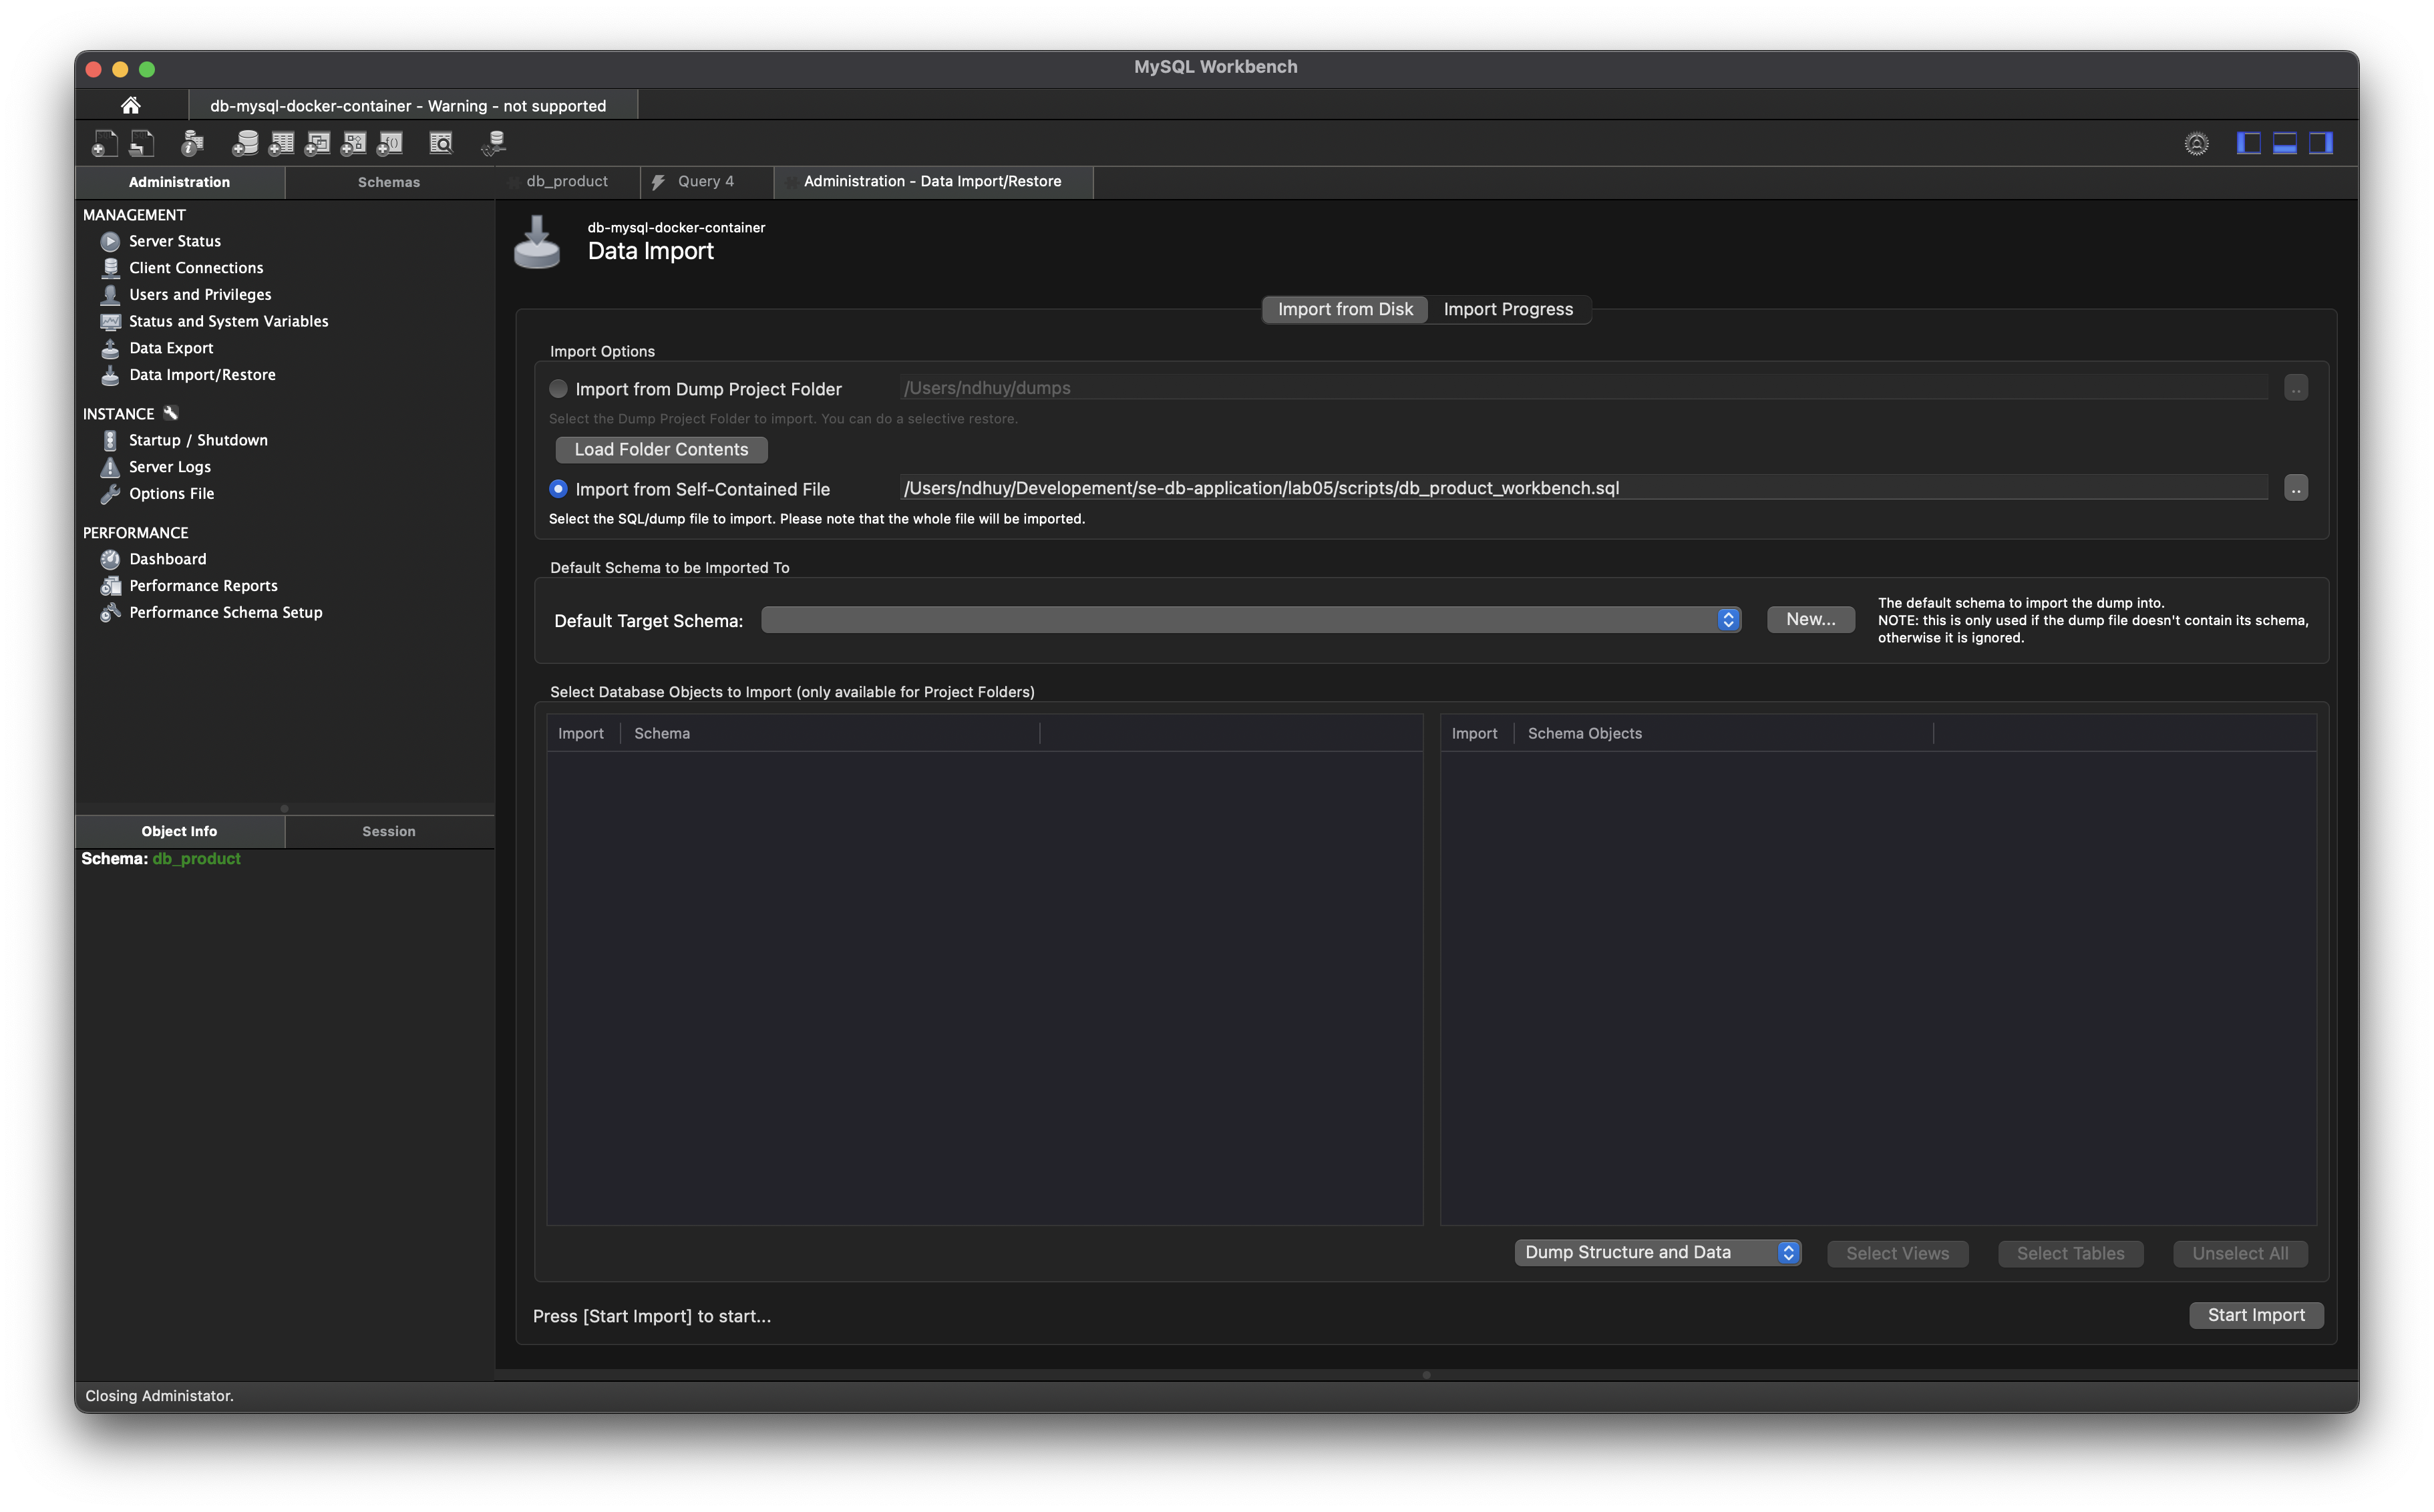 MySQL Workbench
db-mysql-docker-container - Warning - not supported
Administration
Schemas
db_product
Query 4
Administration - Data Import/Restore
MANAGEMENT
Server Status
Client Connections
Users and Privileges
Status and System Variables
Data Export
Data Import/Restore
INSTANCE
Startup / Shutdown
Server Logs
Options File
PERFORMANCE
Dashboard
Performance Reports
Performance Schema Setup
Object Info
Session
Schema: db_product
db-mysql-docker-container
Data Import
Import from Disk
Import Progress
Import Options
Import from Dump Project Folder
/Users/ndhuy/dumps
..
Select the Dump Project Folder to import. You can do a selective restore.
Load Folder Contents
Import from Self-Contained File
/Users/ndhuy/Developement/se-db-application/lab05/scripts/db_product_workbench.sql
..
Select the SQL/dump file to import. Please note that the whole file will be imported.
Default Schema to be Imported To
Default Target Schema:
New...
The default schema to import the dump into.
NOTE: this is only used if the dump file doesn't contain its schema,
otherwise it is ignored.
Select Database Objects to Import (only available for Project Folders)
Import
Schema
Import
Schema Objects
Dump Structure and Data
Select Views
Select Tables
Unselect All
Press [Start Import] to start...
Start Import
Closing Administator.